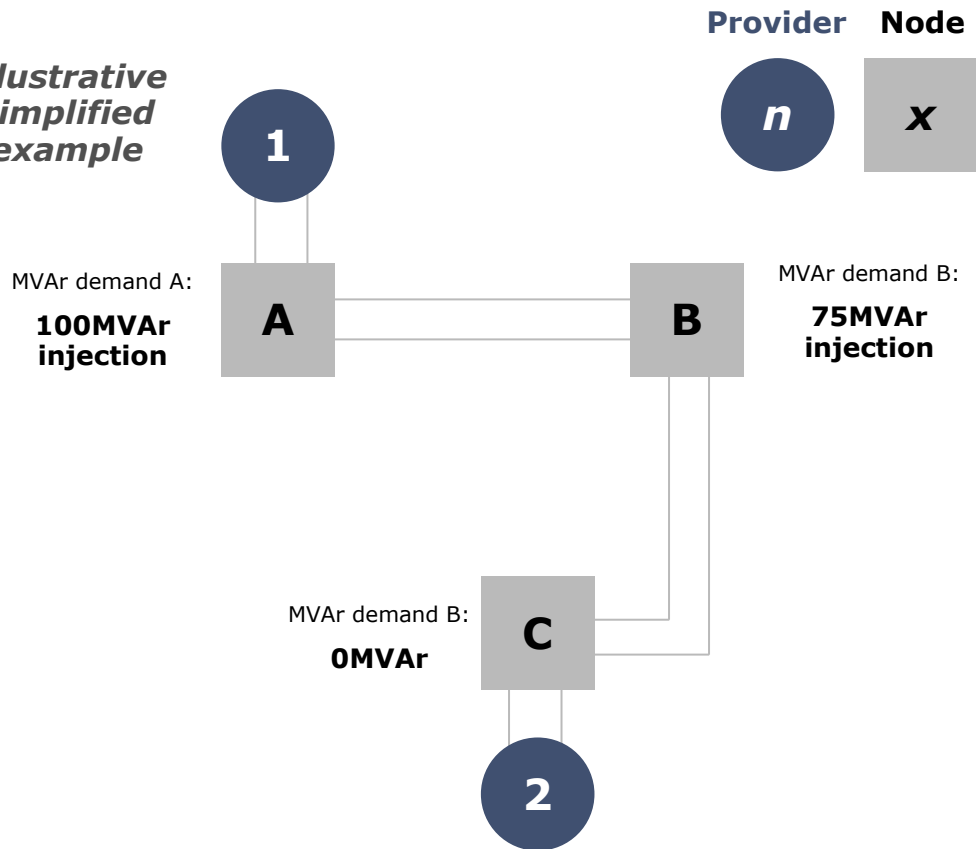 Provider Node
n x
lustrative
implified
example
1
MVAr demand A:
100MVAr
injection
A
B
MVAr demand B:
75MVAr
injection
MVAr demand B:
0MVAr
C
2